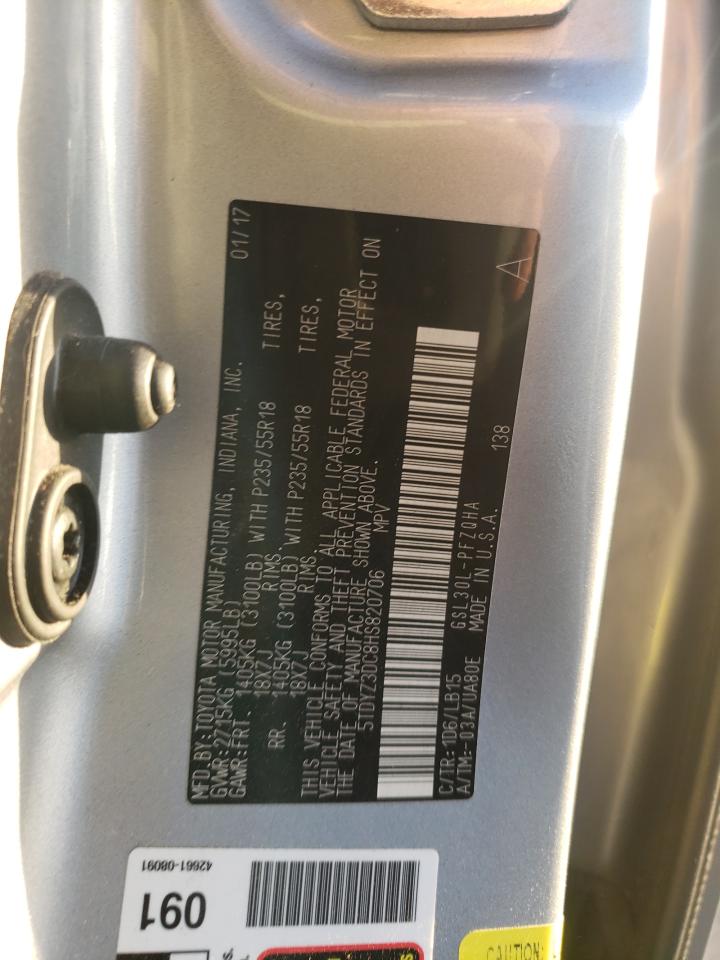 MFD.BY:TOYOTA MOTOR MANUFACTURING, INDIANA, INC. 01/17
GVWR:2715KG (5995LB)
GAWR:FRT. 1405KG (3100LB) WITH P235/55R18 TIRES,
18X7J RIMS.
RR. 1405KG (3100LB) WITH P235/55R18 TIRES,
18X7J RIMS.
THIS VEHICLE CONFORMS TO ALL APPLICABLE FEDERAL MOTOR
VEHICLE SAFETY AND THEFT PREVENTION STANDARDS IN EFFECT ON
THE DATE OF MANUFACTURE SHOWN ABOVE.
5TDYZ3DC8HS820706 MPV
C/TR:1D6/LB15 GSL30L-PFZQHA
A/TM:-03A/UA80E MADE IN U.S.A. 138
A
42661-08091
091
CAUTION: